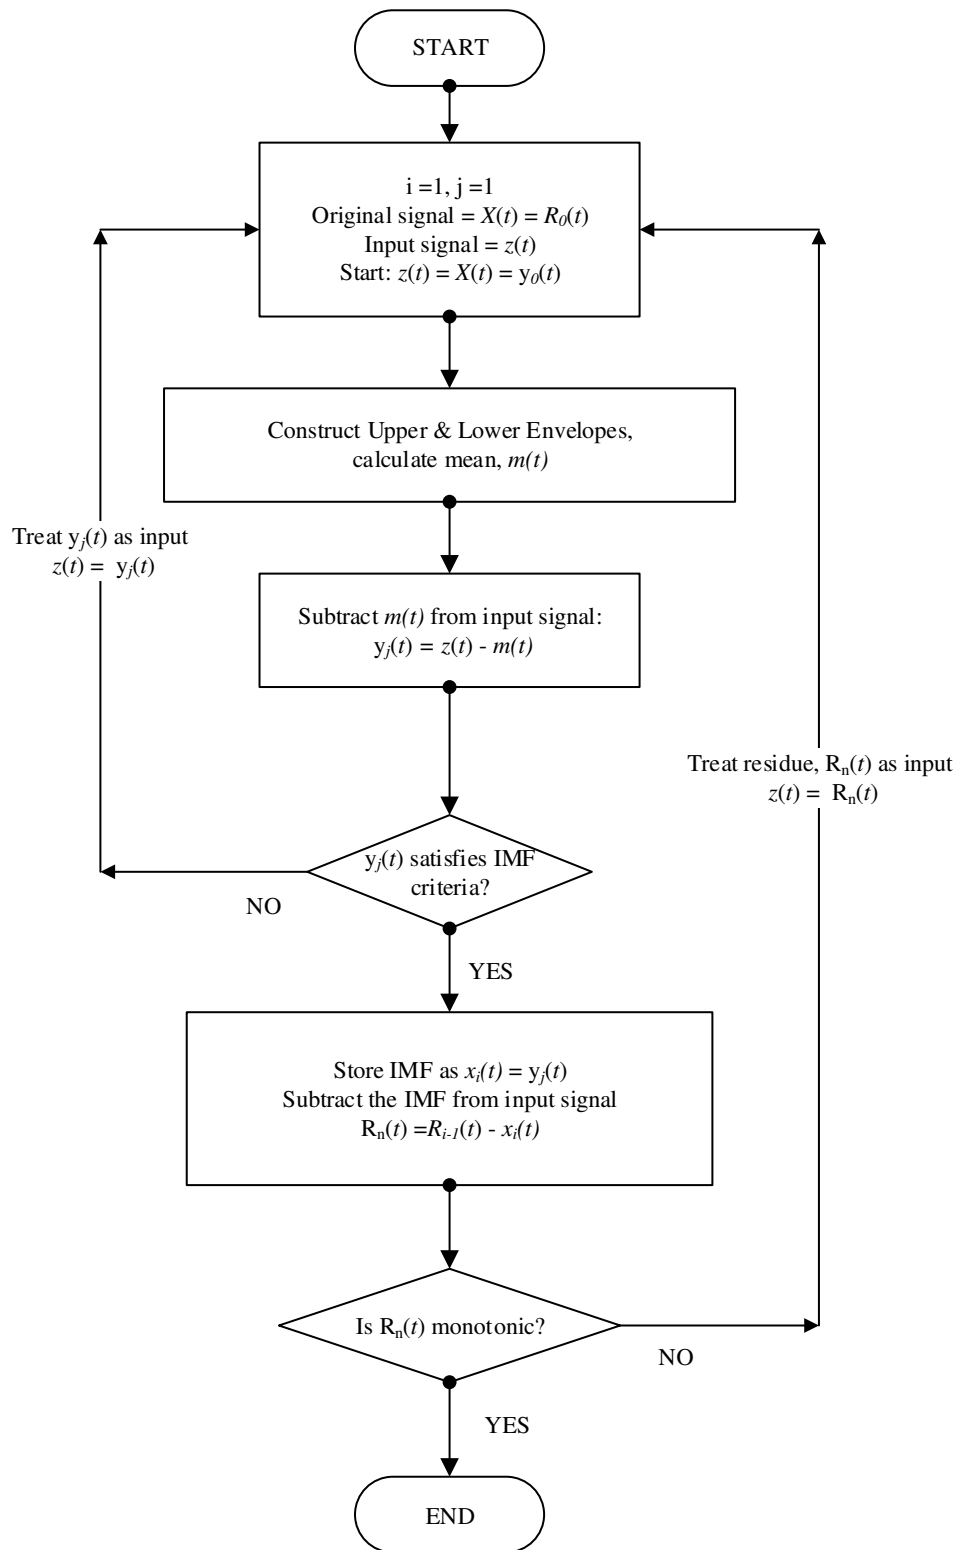 START
i =1, j =1
Original signal = X(t) = R0(t)
Input signal = z(t)
Start: z(t) = X(t) = y0(t)
Construct Upper & Lower Envelopes,
calculate mean, m(t)
Treat yj(t) as input
z(t) = yj(t)
Subtract m(t) from input signal:
yj(t) = z(t) - m(t)
Treat residue, Rn(t) as input
z(t) = Rn(t)
yj(t) satisfies IMF
criteria?
NO
YES
Store IMF as xi(t) = yj(t)
Subtract the IMF from input signal
Rn(t) =Ri-1(t) - xi(t)
Is Rn(t) monotonic?
NO
YES
END